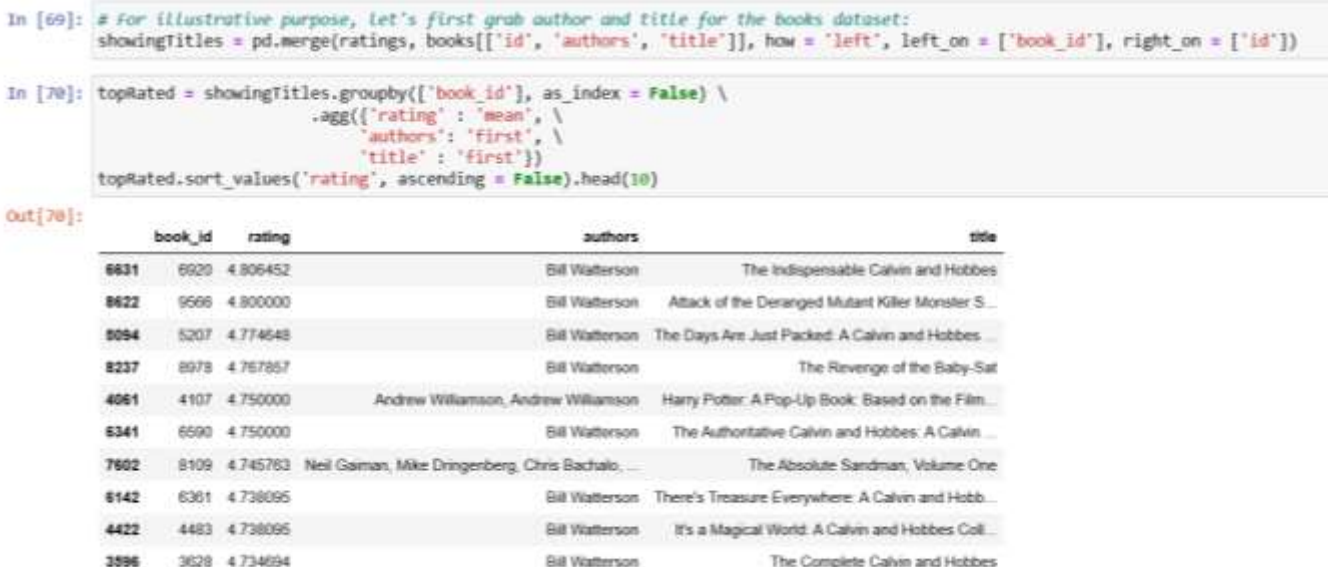 In [69]: # For illustrative purpose, let's first grab author and title for the books dataset:
showingTitles = pd.merge(ratings, books[['id', 'authors', 'title']], how = 'left', left_on = ['book_id'], right_on = ['id'])
In [70]: topRated = showingTitles.groupby(['book_id'], as_index = False) \
.agg({'rating' : 'mean', \
'authors': 'first', \
'title' : 'first'})
topRated.sort_values('rating', ascending = False).head(10)
Out[70]:
book_id rating authors title
6631 6920 4.806452 Bill Watterson The Indispensable Calvin and Hobbes
8622 9566 4.800000 Bill Watterson Attack of the Deranged Mutant Killer Monster S...
5207 4.774648 Bill Watterson The Days Are Just Packed: A Calvin and Hobbes ...
8237 8978 4.767857 Bill Watterson The Revenge of the Baby-Sat
4061 4107 4.750000 Andrew Williamson, Andrew Williamson Harry Potter: A Pop-Up Book: Based on the Film...
6341 6590 4.750000 Bill Watterson The Authoritative Calvin and Hobbes: A Calvin ...
7602 8109 4.745763 Neil Gaiman, Mike Dringenberg, Chris Bachalo, ... The Absolute Sandman, Volume One
6142 6361 4.738095 Bill Watterson There's Treasure Everywhere: A Calvin and Hobb...
4422 4483 4.738095 Bill Watterson It's a Magical World: A Calvin and Hobbes Coll...
3596 3628 4.734694 Bill Watterson The Complete Calvin and Hobbes